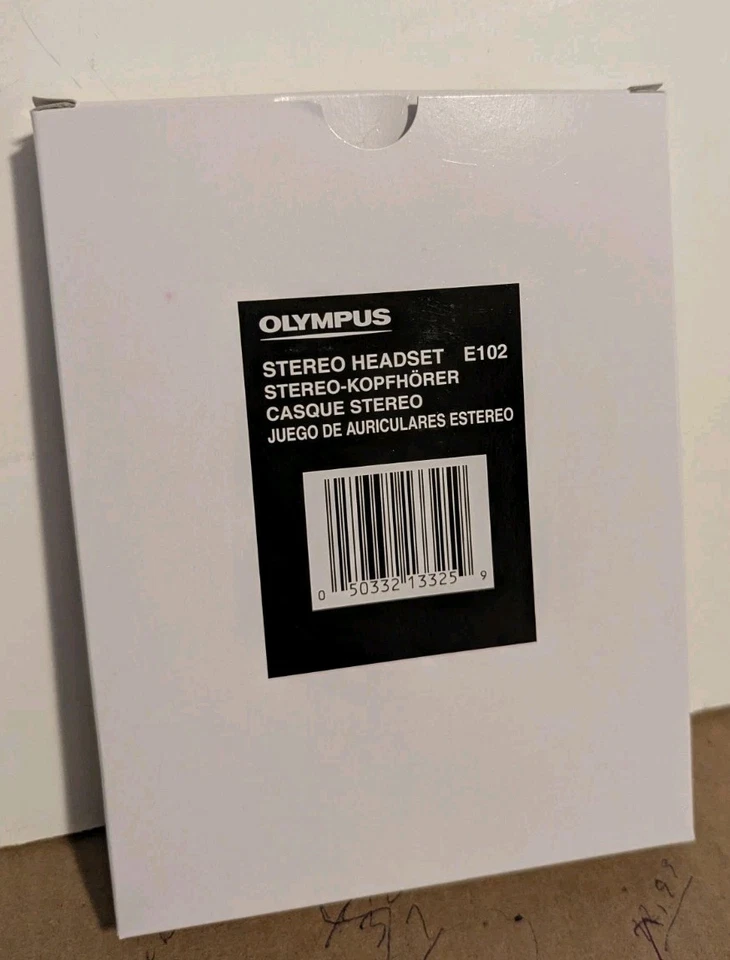 OLYMPUS
STEREO HEADSET E102
STEREO-KOPFHÖRER
CASQUE STEREO
JUEGO DE AURICULARES ESTEREO
0 50332 13325 9